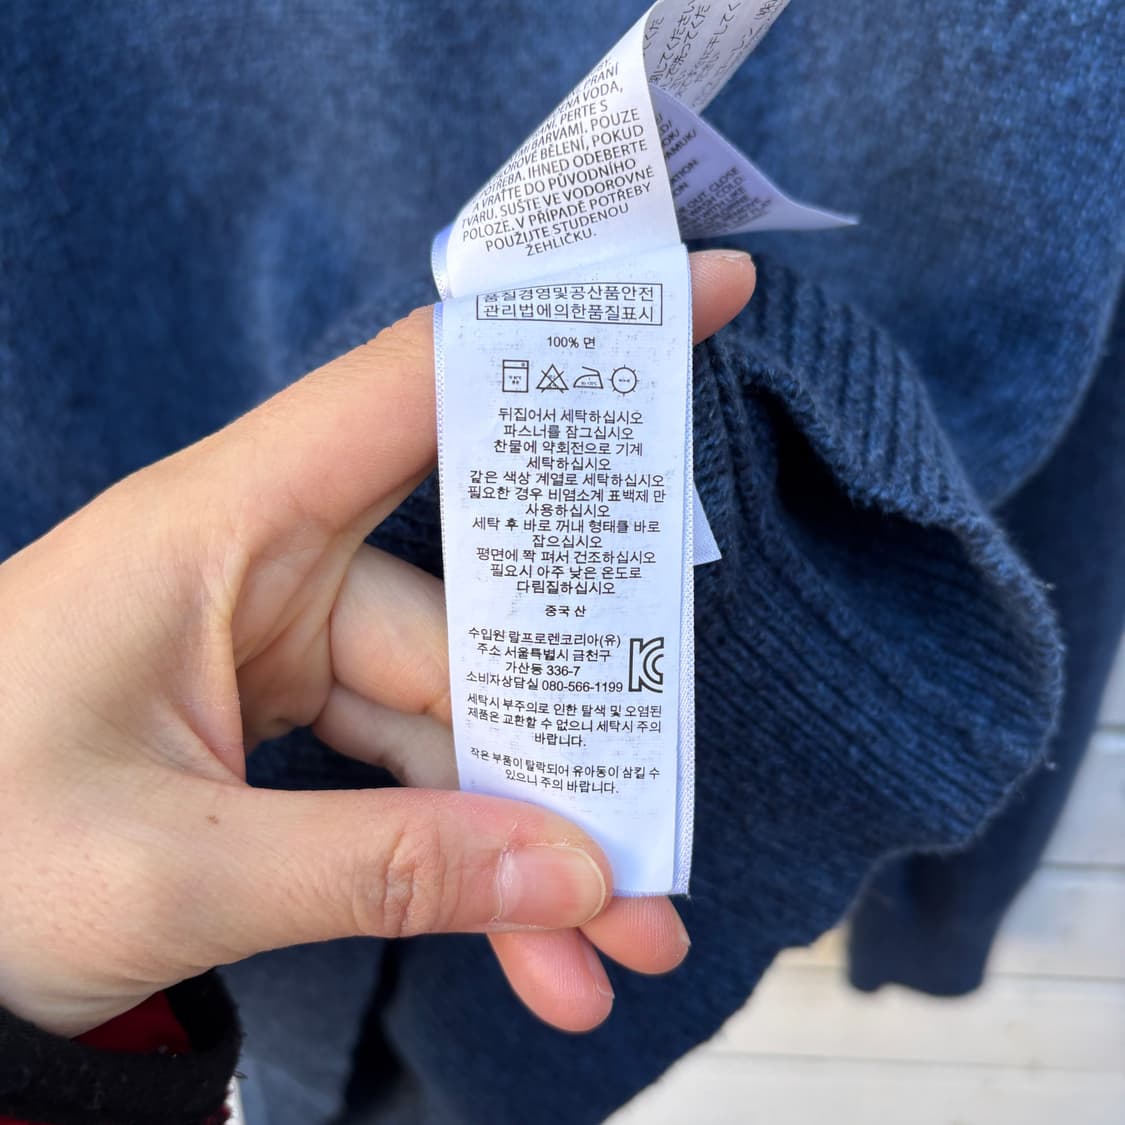 PRANÍ
VODA,
PERTE S
BARVAMI. POUZE
BĚLENÍ, POKUD
POTŘEBA. IHNED ODEBERTE
A VRAŤTE DO PŮVODNÍHO
TVARU. SUŠTE VE VODOROVNÉ
POLOZE. V PŘÍPADĚ POTŘEBY
POUŽIJTE STUDENOU
ŽEHLIČKU.
OUT. CLOSE
COLD.
LIKE
품질경영및공산품안전
관리법에의한품질표시
100% 면
뒤집어서 세탁하십시오
파스너를 잠그십시오
찬물에 약회전으로 기계
세탁하십시오
같은 색상 계열로 세탁하십시오
필요한 경우 비염소계 표백제 만
사용하십시오
세탁 후 바로 꺼내 형태를 바로
잡으십시오
평면에 쫙 펴서 건조하십시오
필요시 아주 낮은 온도로
다림질하십시오
중국 산
수입원 랄프로렌코리아(유)
주소 서울특별시 금천구
가산동 336-7
소비자상담실 080-566-1199
KC
세탁시 부주의로 인한 탈색 및 오염된
제품은 교환할 수 없으니 세탁시 주의
바랍니다.
작은 부품이 탈락되어 유아동이 삼킬 수
있으니 주의 바랍니다.